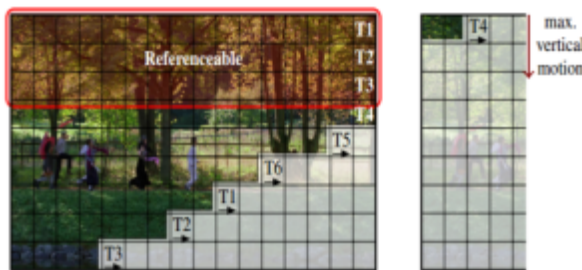 T1
Referenceable
T2
T3
T4
T5
T6
T1
T2
T3
T4
max.
vertical
motion